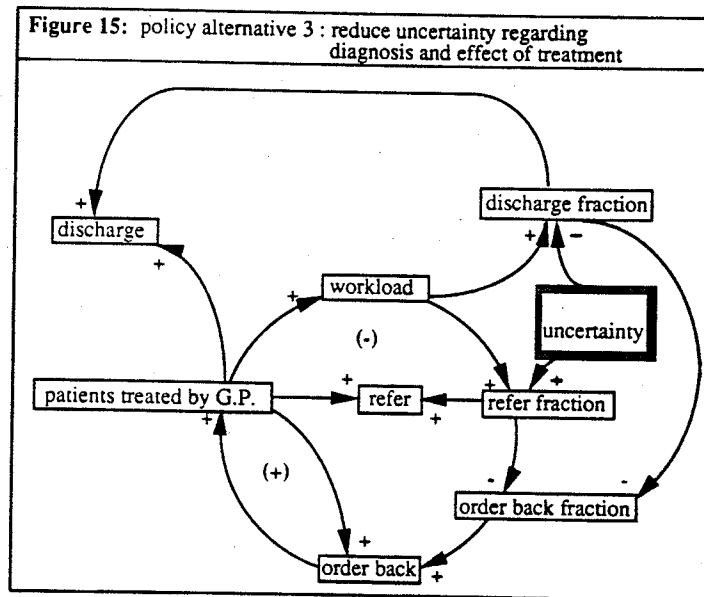 Figure 15: policy alternative 3 : reduce uncertainty regarding
diagnosis and effect of treatment
+
discharge fraction
discharge
+ -
+
workload
+
uncertainty
(-)
patients treated by G.P.
+
refer
+ +
refer fraction
+
+
(+)
- -
order back fraction
+
order back
+